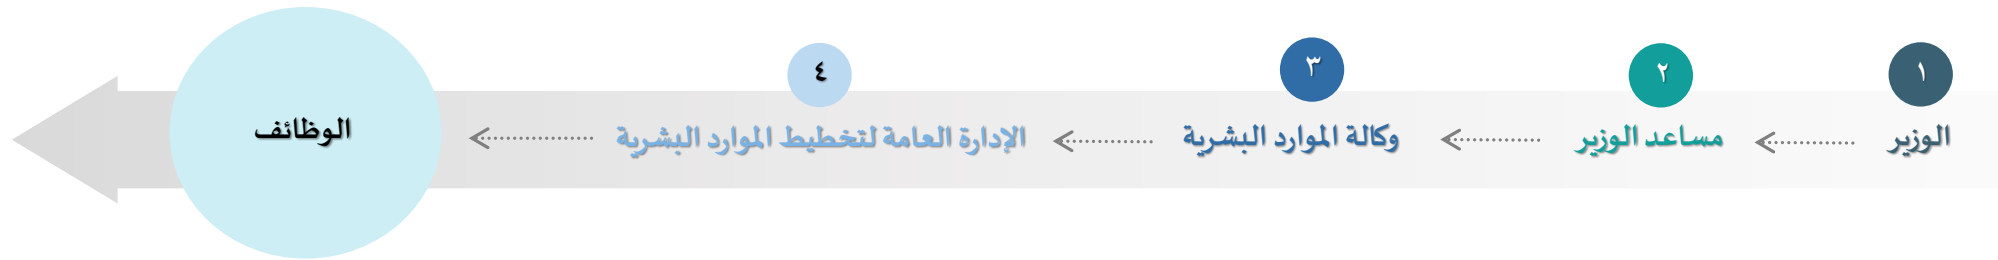 ١
الوزير
٢
مساعد الوزير
٣
وكالة الموارد البشرية
٤
الإدارة العامة لتخطيط الموارد البشرية
الوظائف